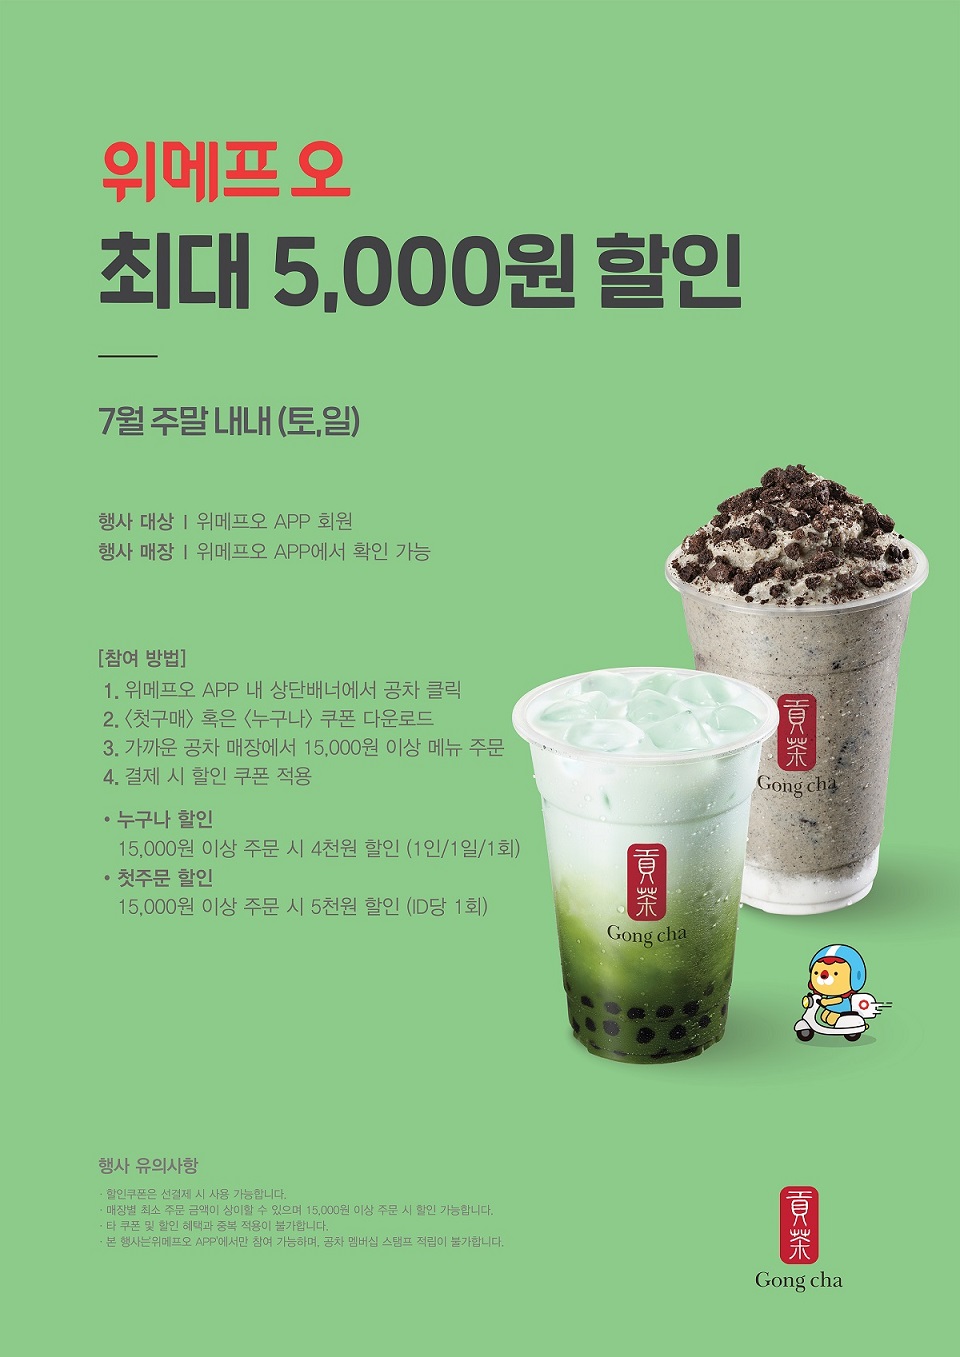 위메프 오
최대 5,000원 할인
7월 주말 내내 (토,일)
행사 대상 | 위메프오 APP 회원
행사 매장 | 위메프오 APP에서 확인 가능
[참여 방법]
1. 위메프오 APP 내 상단배너에서 공차 클릭
2. <첫구매> 혹은 <누구나> 쿠폰 다운로드
3. 가까운 공차 매장에서 15,000원 이상 메뉴 주문
4. 결제 시 할인 쿠폰 적용
• 누구나 할인
15,000원 이상 주문 시 4천원 할인 (1인/1일/1회)
• 첫주문 할인
15,000원 이상 주문 시 5천원 할인 (ID당 1회)
貢茶
Gong cha
貢茶
Gong cha
행사 유의사항
· 할인쿠폰은 선결제 시 사용 가능합니다.
· 매장별 최소 주문 금액이 상이할 수 있으며 15,000원 이상 주문 시 할인 가능합니다.
· 타 쿠폰 및 할인 혜택과 중복 적용이 불가합니다.
· 본 행사는'위메프오 APP'에서만 참여 가능하며, 공차 멤버십 스탬프 적립이 불가합니다.
貢茶
Gong cha